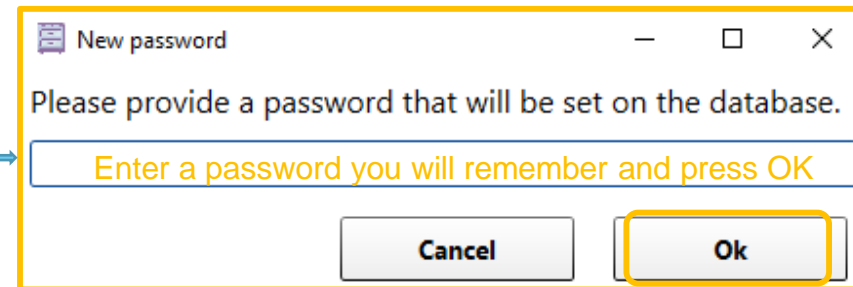 New password
Please provide a password that will be set on the database.
Enter a password you will remember and press OK
Cancel Ok